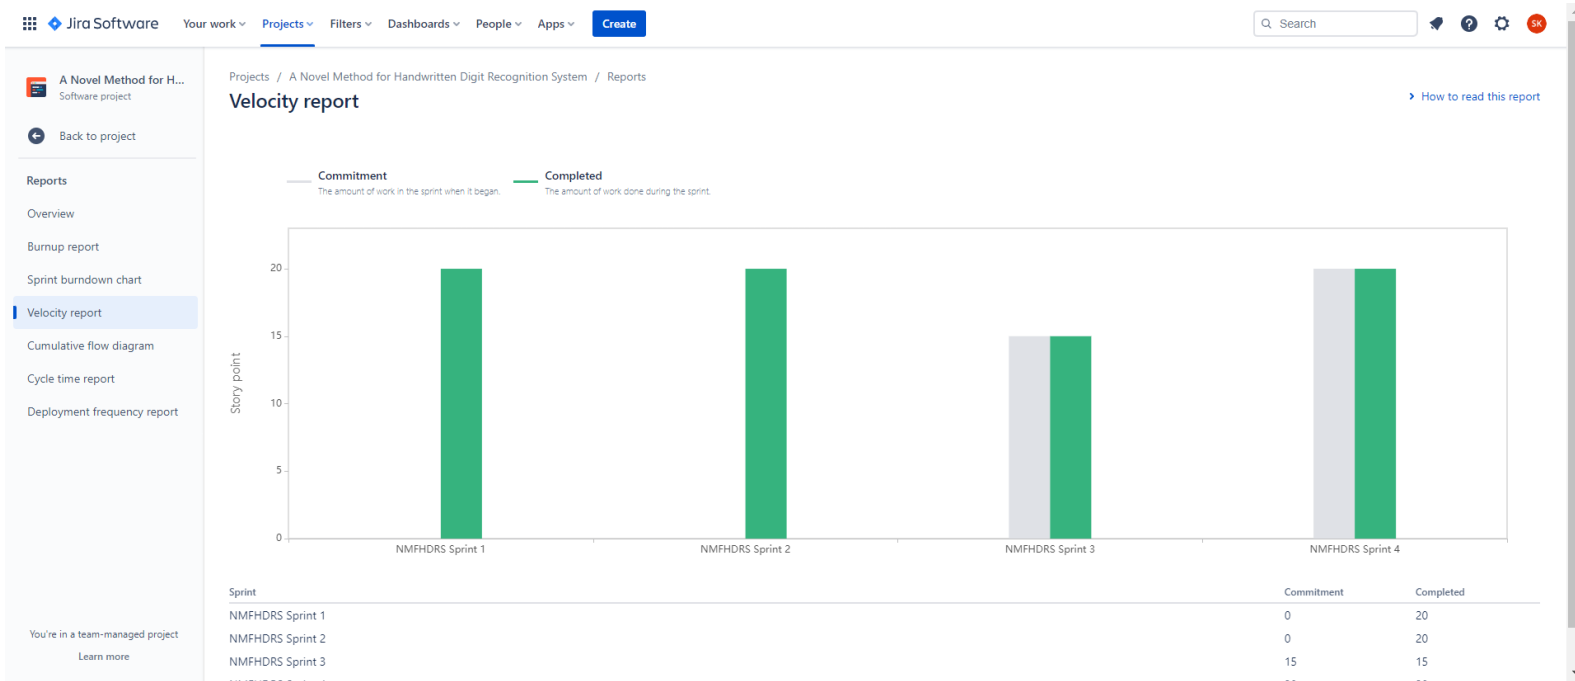 Jira Software Your work Projects Filters Dashboards People Apps Create Search SK
A Novel Method for H...
Software project
Back to project
Reports
Overview
Burnup report
Sprint burndown chart
Velocity report
Cumulative flow diagram
Cycle time report
Deployment frequency report
You're in a team-managed project
Learn more
Projects / A Novel Method for Handwritten Digit Recognition System / Reports
Velocity report
How to read this report
Commitment
The amount of work in the sprint when it began.
Completed
The amount of work done during the sprint.
Story point
20
15
10
5
0
NMFHDRS Sprint 1 NMFHDRS Sprint 2 NMFHDRS Sprint 3 NMFHDRS Sprint 4
Sprint Commitment Completed
NMFHDRS Sprint 1 0 20
NMFHDRS Sprint 2 0 20
NMFHDRS Sprint 3 15 15